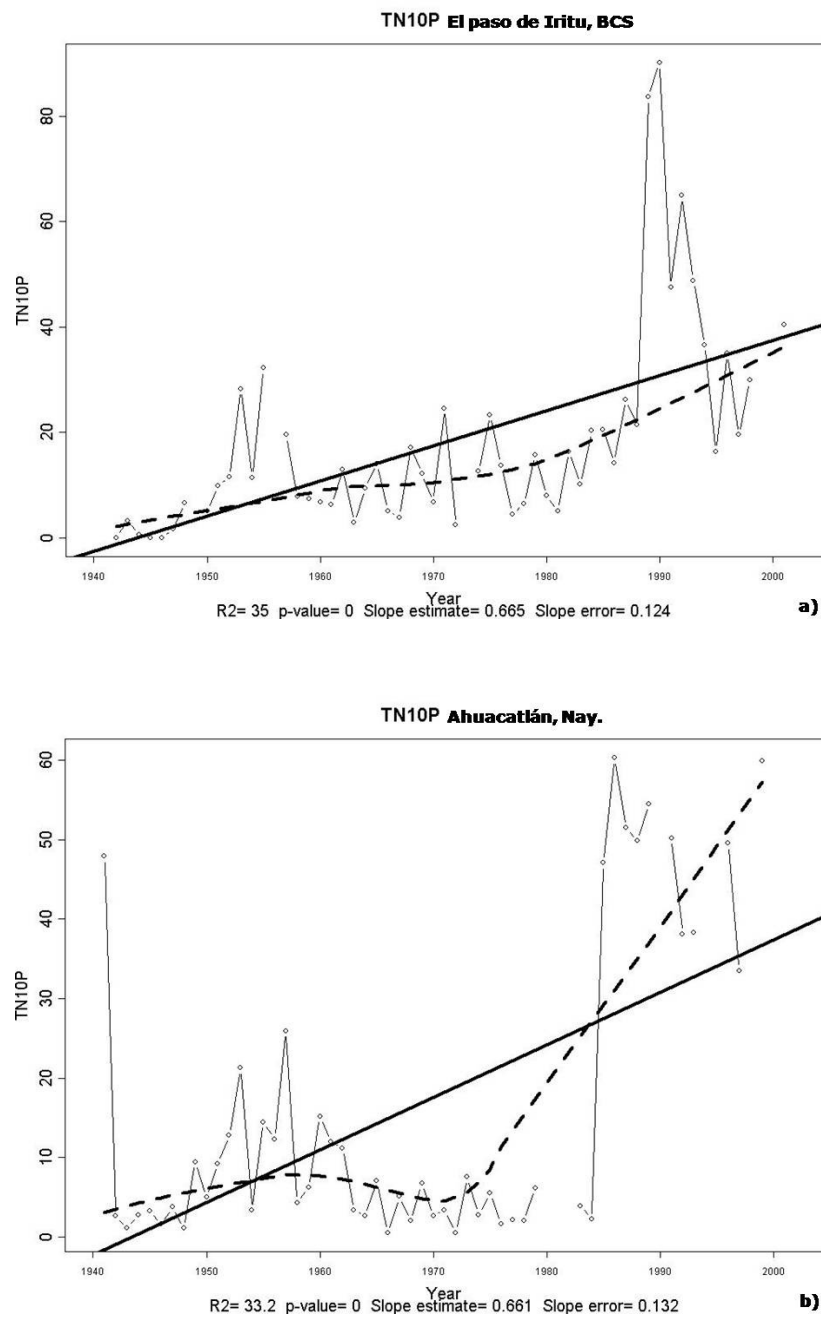 TN10P El paso de Iritu, BCS
80
60
40
20
0
TN10P
1940 1950 1960 1970 1980 1990 2000
Year
R2= 35 p-value= 0 Slope estimate= 0.665 Slope error= 0.124
a)
TN10P Ahuacatlán, Nay.
60
50
40
30
20
10
0
TN10P
1940 1950 1960 1970 1980 1990 2000
Year
R2= 33.2 p-value= 0 Slope estimate= 0.661 Slope error= 0.132
b)